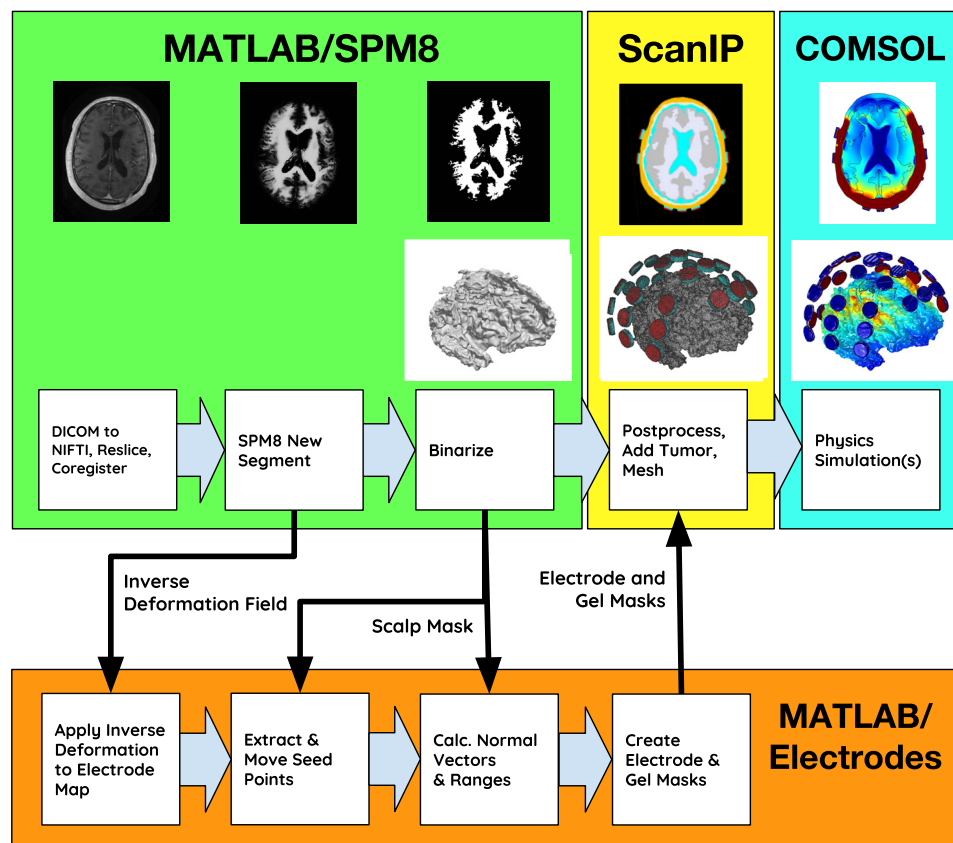 MATLAB/SPM8
ScanIP
COMSOL
DICOM to
NIFTI, Reslice,
Coregister
SPM8 New
Segment
Binarize
Postprocess,
Add Tumor,
Mesh
Physics
Simulation(s)
Inverse
Deformation Field
Scalp Mask
Electrode and
Gel Masks
Apply Inverse
Deformation
to Electrode
Map
Extract &
Move Seed
Points
Calc. Normal
Vectors
& Ranges
Create
Electrode &
Gel Masks
MATLAB/
Electrodes